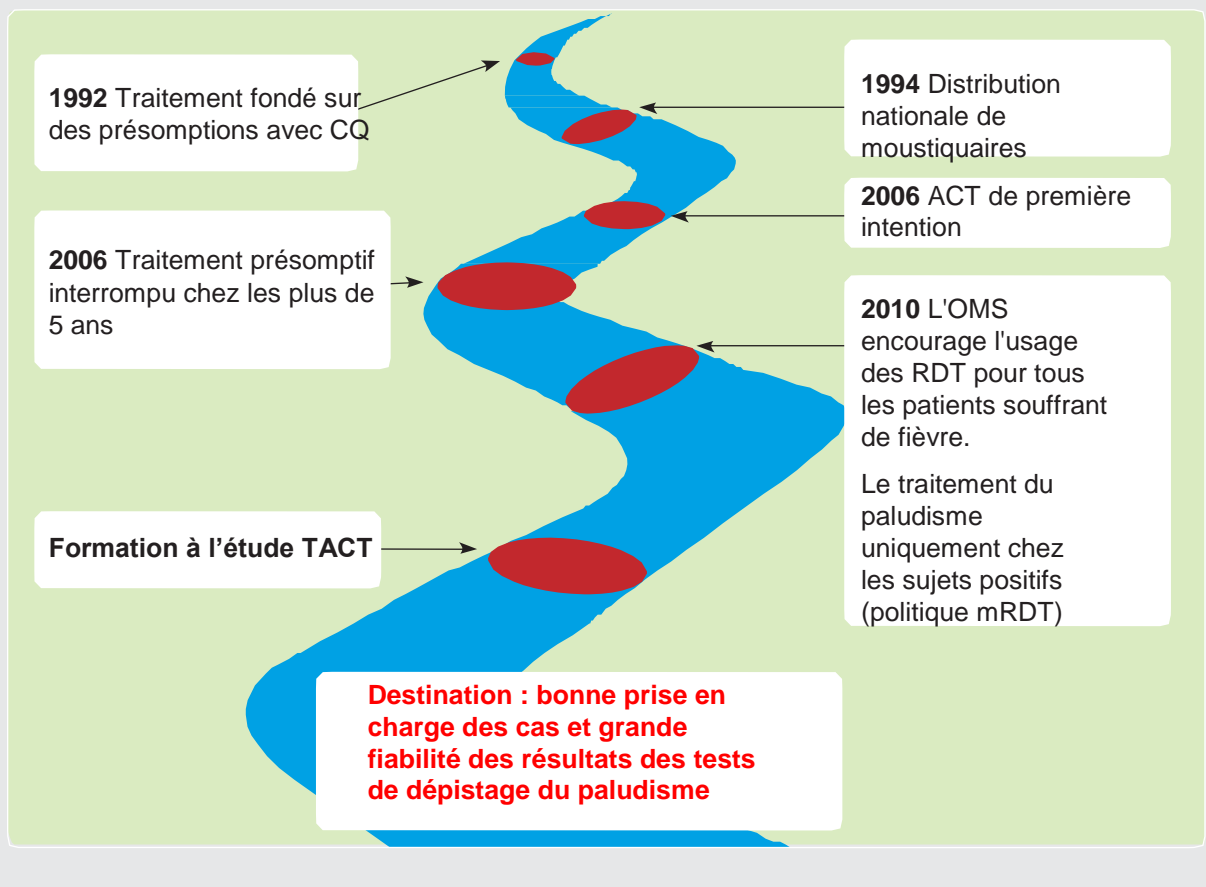 1992 Traitement fondé sur
des présomptions avec CQ
1994 Distribution
nationale de
moustiquaires
2006 ACT de première
intention
2006 Traitement présomptif
interrompu chez les plus de
5 ans
2010 L'OMS
encourage l'usage
des RDT pour tous
les patients souffrant
de fièvre.
Le traitement du
paludisme
uniquement chez
les sujets positifs
(politique mRDT)
Formation à l’étude TACT
Destination : bonne prise en
charge des cas et grande
fiabilité des résultats des tests
de dépistage du paludisme